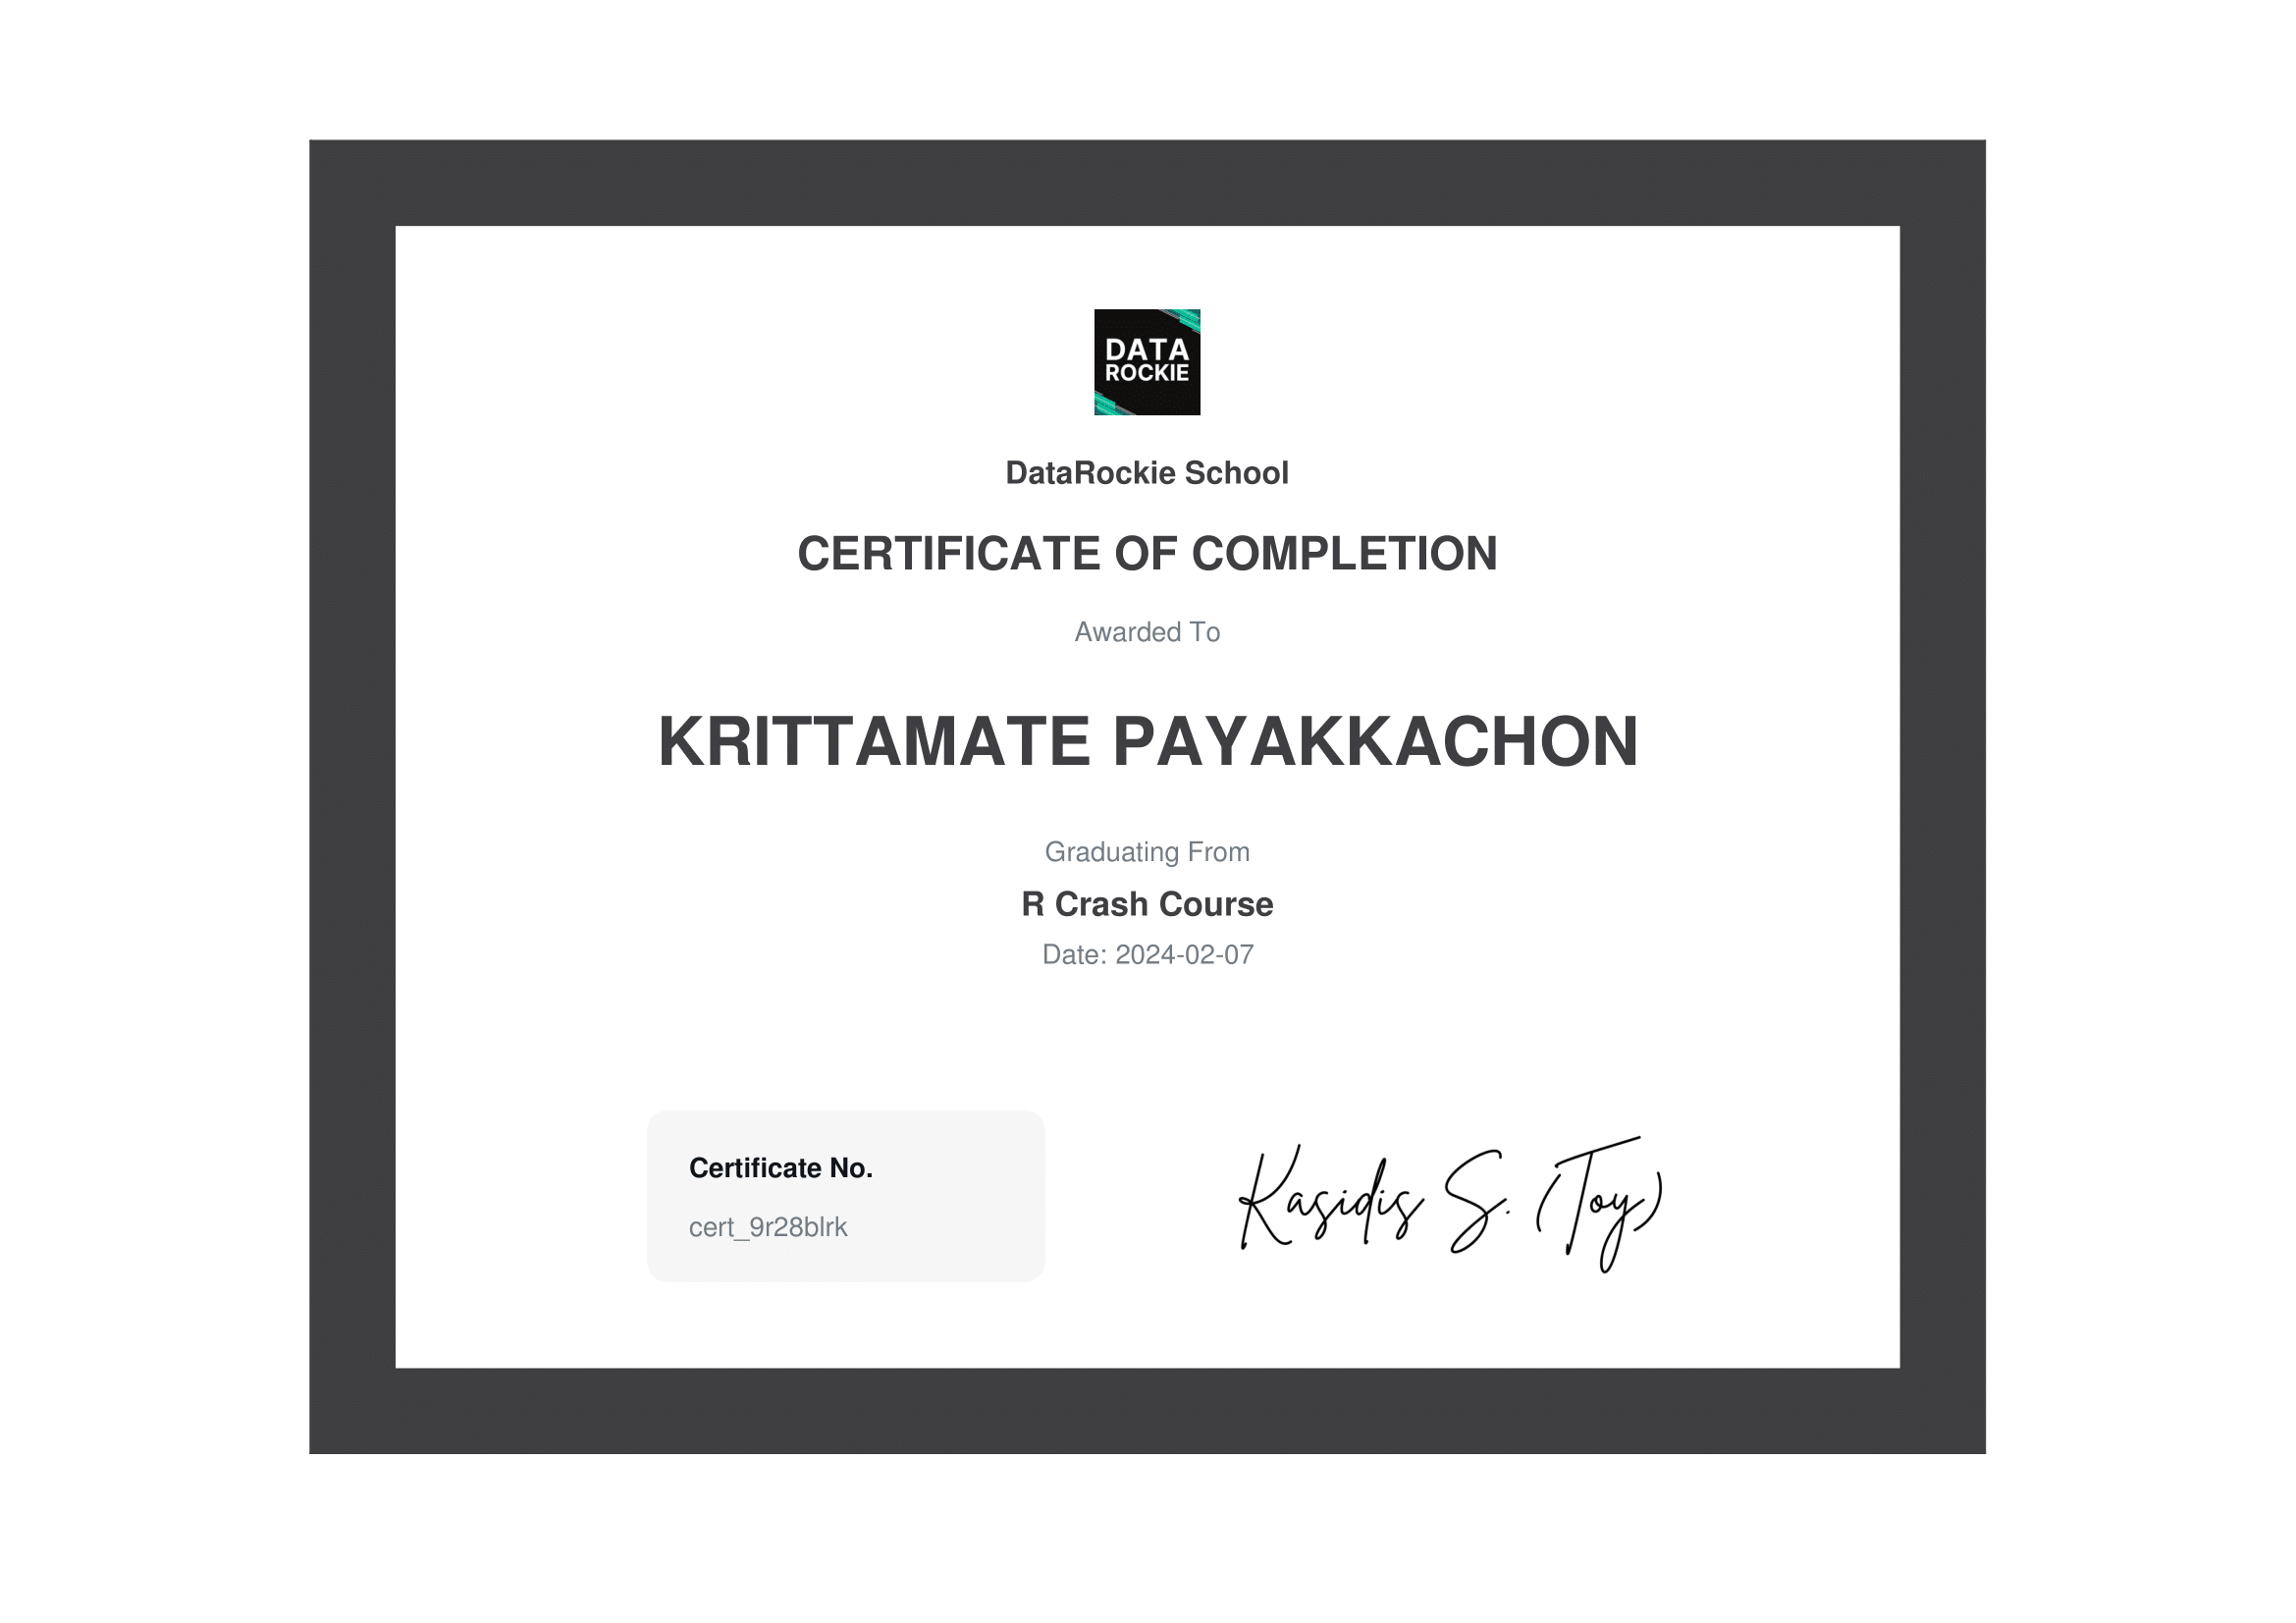 DATA
ROCKIE
DataRockie School
CERTIFICATE OF COMPLETION
Awarded To
KRITTAMATE PAYAKKACHON
Graduating From
R Crash Course
Date: 2024-02-07
Certificate No.
cert_9r28blrk
Kasidis S. (Toy)